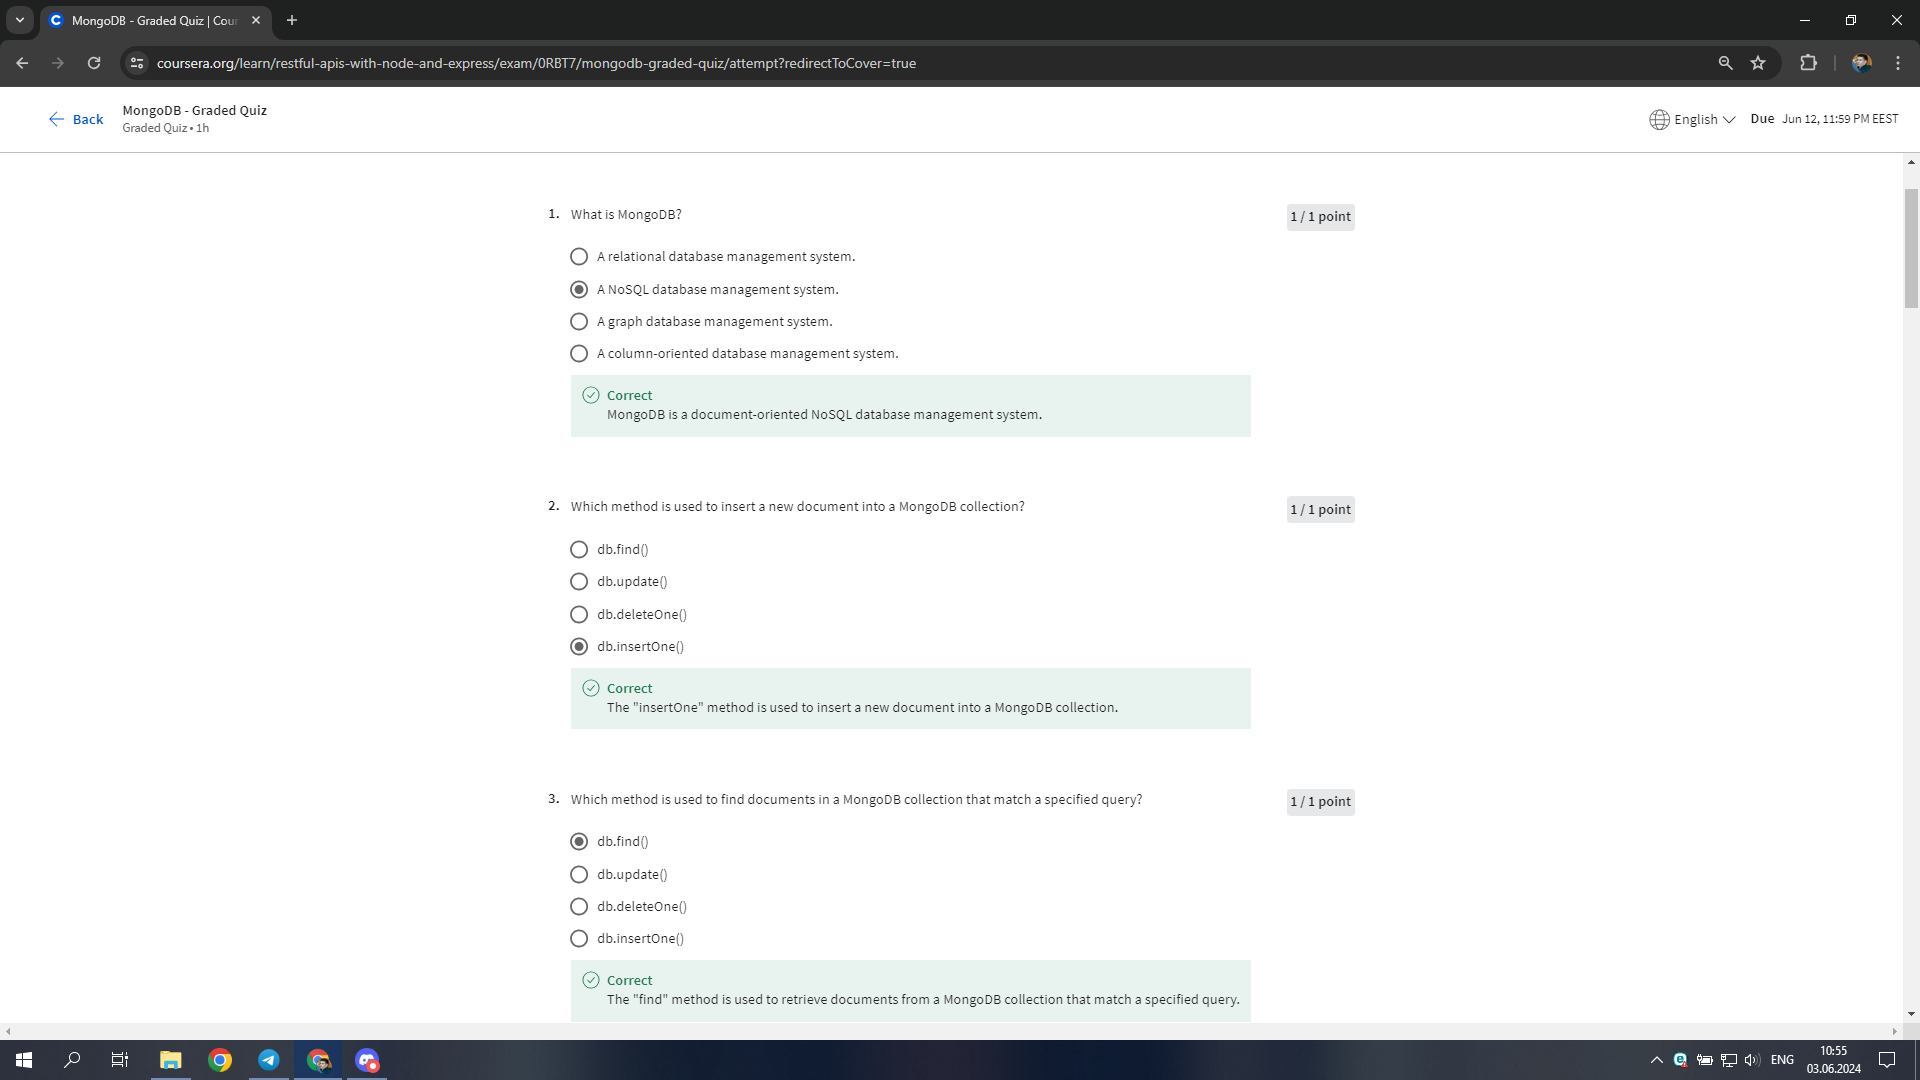 MongoDB - Graded Quiz | Cour
coursera.org/learn/restful-apis-with-node-and-express/exam/0RBT7/mongodb-graded-quiz/attempt?redirectToCover=true
Back
MongoDB - Graded Quiz
Graded Quiz • 1h
English
Due Jun 12, 11:59 PM EEST
1. What is MongoDB?
1 / 1 point
A relational database management system.
A NoSQL database management system.
A graph database management system.
A column-oriented database management system.
Correct
MongoDB is a document-oriented NoSQL database management system.
2. Which method is used to insert a new document into a MongoDB collection?
1 / 1 point
db.find()
db.update()
db.deleteOne()
db.insertOne()
Correct
The "insertOne" method is used to insert a new document into a MongoDB collection.
3. Which method is used to find documents in a MongoDB collection that match a specified query?
1 / 1 point
db.find()
db.update()
db.deleteOne()
db.insertOne()
Correct
The "find" method is used to retrieve documents from a MongoDB collection that match a specified query.
ENG
10:55
03.06.2024